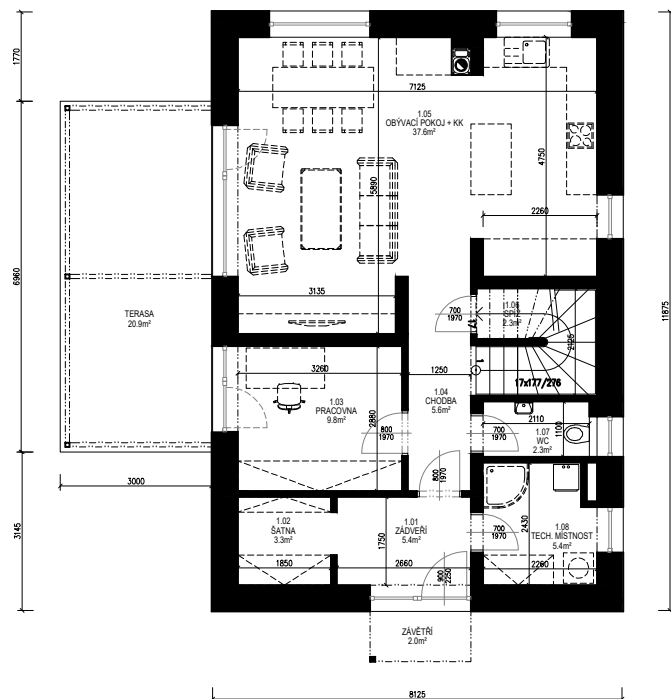 1770
7125
1.05
OBÝVACÍ POKOJ + KK
37.6m²
4750
5890
2260
6960
3135
TERASA
20.9m²
11875
1.06
SPÍŽ
2.3m²
700
1970
17
2125
3260
1250
1
17x177/276
1.03
PRACOVNA
9.8m²
2880
1.04
CHODBA
5.6m²
2110
1100
1.07
WC
2.3m²
800
1970
700
1970
800
1970
3000
3145
1.02
ŠATNA
3.3m²
1850
1.01
ZÁDVEŘÍ
5.4m²
1750
2660
700
1970
2430
1.08
TECH. MÍSTNOST
5.4m²
2260
900
2250
ZÁVĚTŘÍ
2.0m²
8125